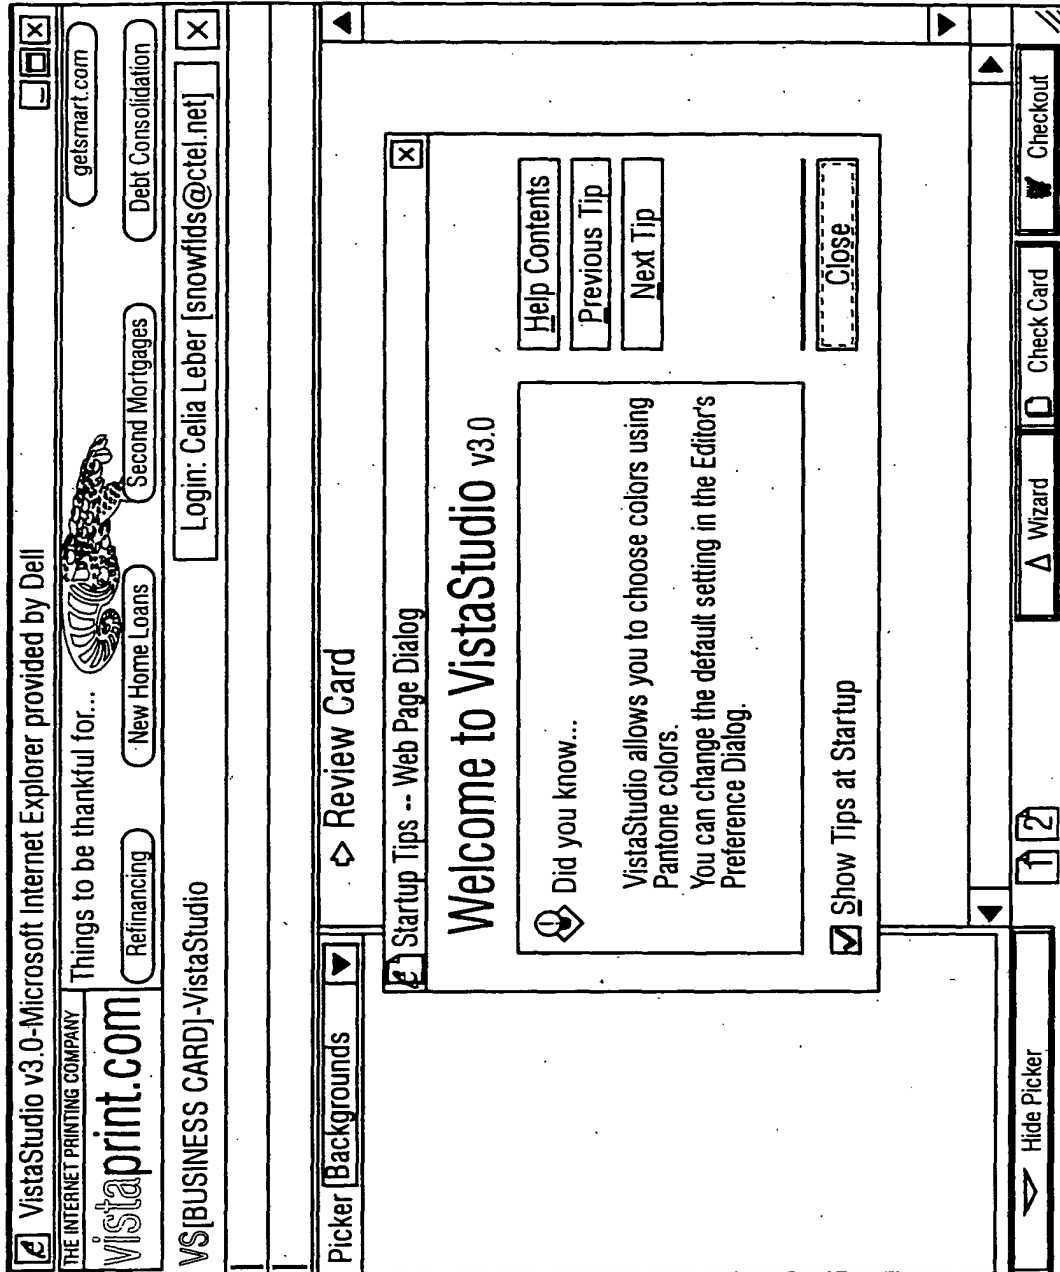 VistaStudio v3.0-Microsoft Internet Explorer provided by Dell
THE INTERNET PRINTING COMPANY
vistaprint.com
Things to be thankful for...
getsmart.com
Refinancing
New Home Loans
Second Mortgages
Debt Consolidation
VS[BUSINESS CARD]-VistaStudio
Login: Celia Leber [snowflds@ctel.net]
Picker Backgrounds
Review Card
Startup Tips -- Web Page Dialog
Welcome to VistaStudio v3.0
Did you know...
VistaStudio allows you to choose colors using
Pantone colors.
You can change the default setting in the Editor's
Preference Dialog.
Help Contents
Previous Tip
Next Tip
Show Tips at Startup
Close
Hide Picker
1 2
Wizard
Check Card
Checkout